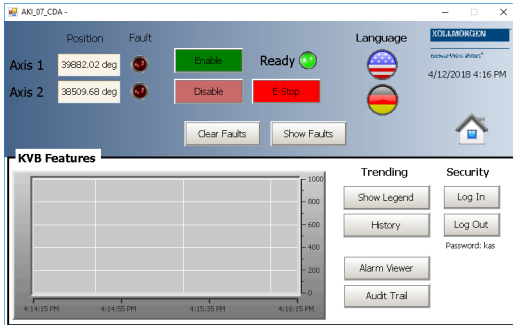 AKI_07_CDA -
Position Fault
Axis 1 39882.02 deg
Axis 2 38509.68 deg
Enable
Ready
Disable
E-Stop
Clear Faults
Show Faults
Language
KOLLMORGEN
4/12/2018 4:16 PM
KVB Features
1000
800
600
400
200
0
4:14:15 PM
4:14:55 PM
4:15:35 PM
4:16:15 PM
Trending
Show Legend
History
Alarm Viewer
Audit Trail
Security
Log In
Log Out
Password: kas